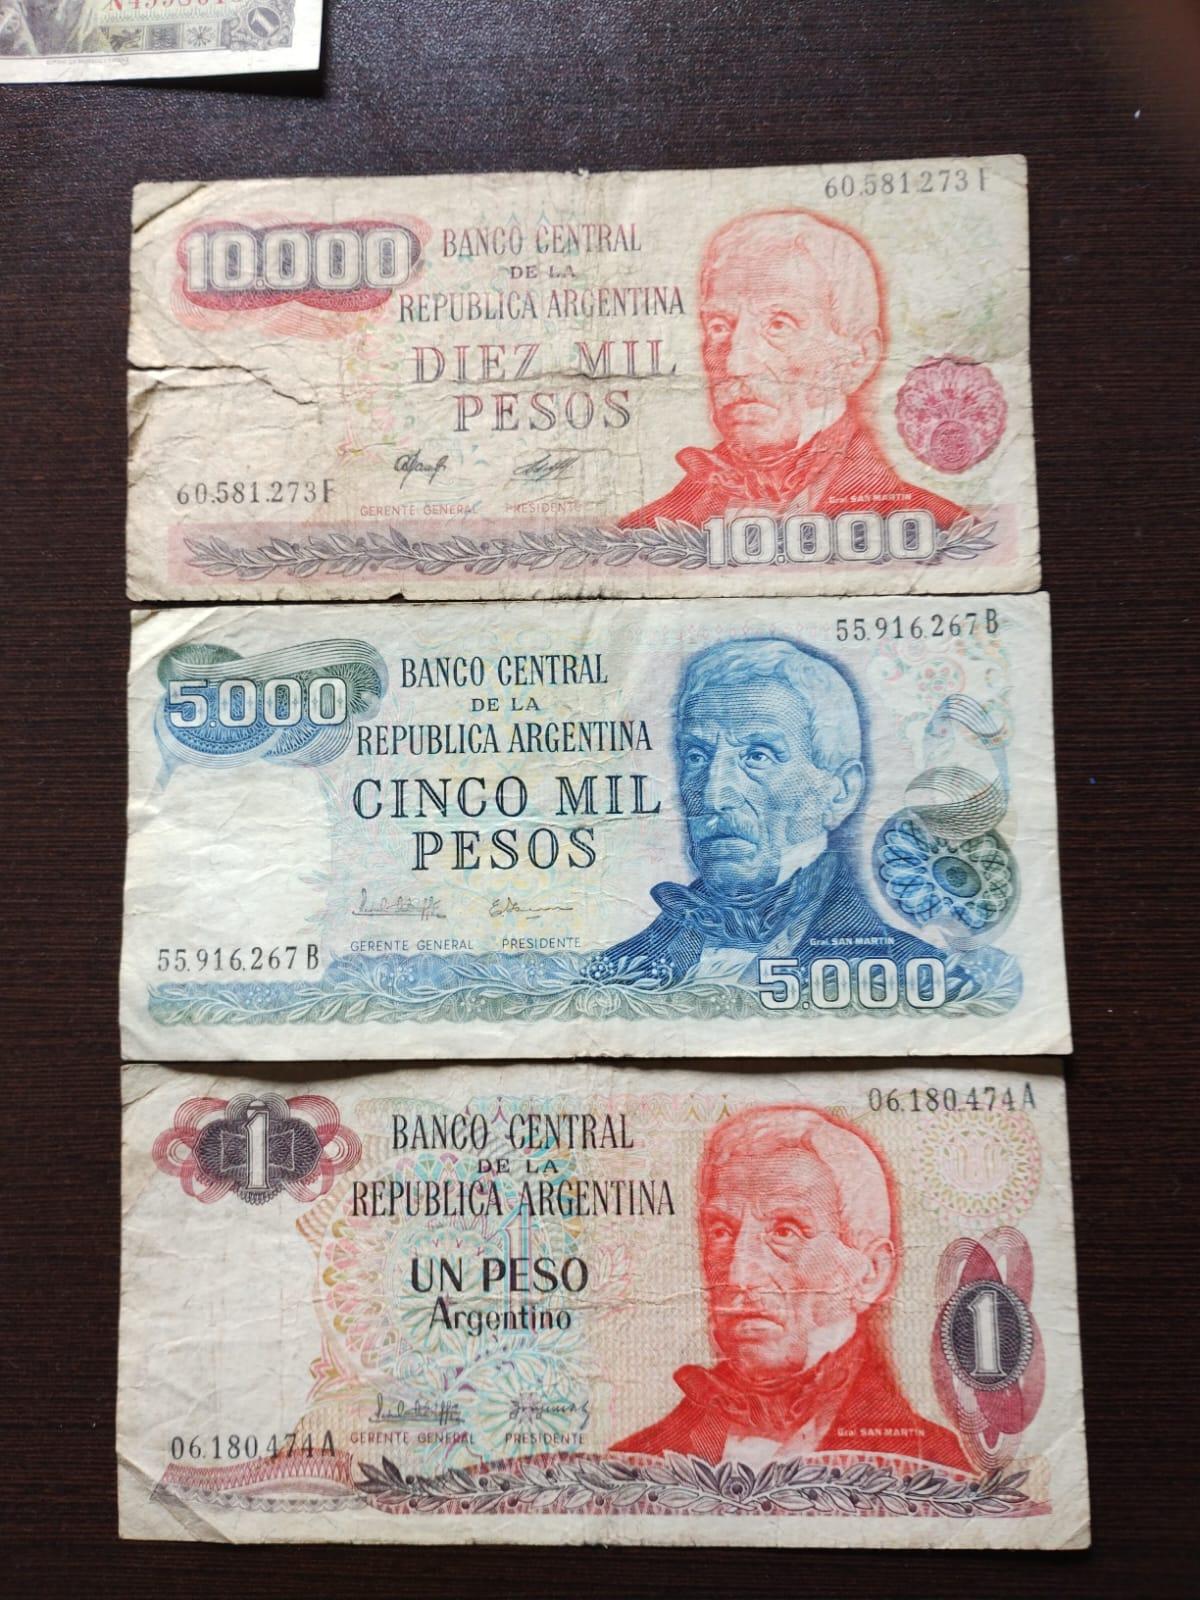 1
60.581.273 F
10.000
BANCO CENTRAL
DE LA
REPUBLICA ARGENTINA
DIEZ MIL
PESOS
60.581.273 F
GERENTE GENERAL PRESIDENTE
Gral. SAN MARTIN
10.000
55.916.267 B
5.000
BANCO CENTRAL
DE LA
REPUBLICA ARGENTINA
CINCO MIL
PESOS
GERENTE GENERAL PRESIDENTE
Gral. SAN MARTIN
55.916.267 B
5.000
06.180.474 A
1
BANCO CENTRAL
DE LA
REPUBLICA ARGENTINA
UN PESO
Argentino
1
GERENTE GENERAL PRESIDENTE
Gral. SAN MARTIN
06.180.474 A